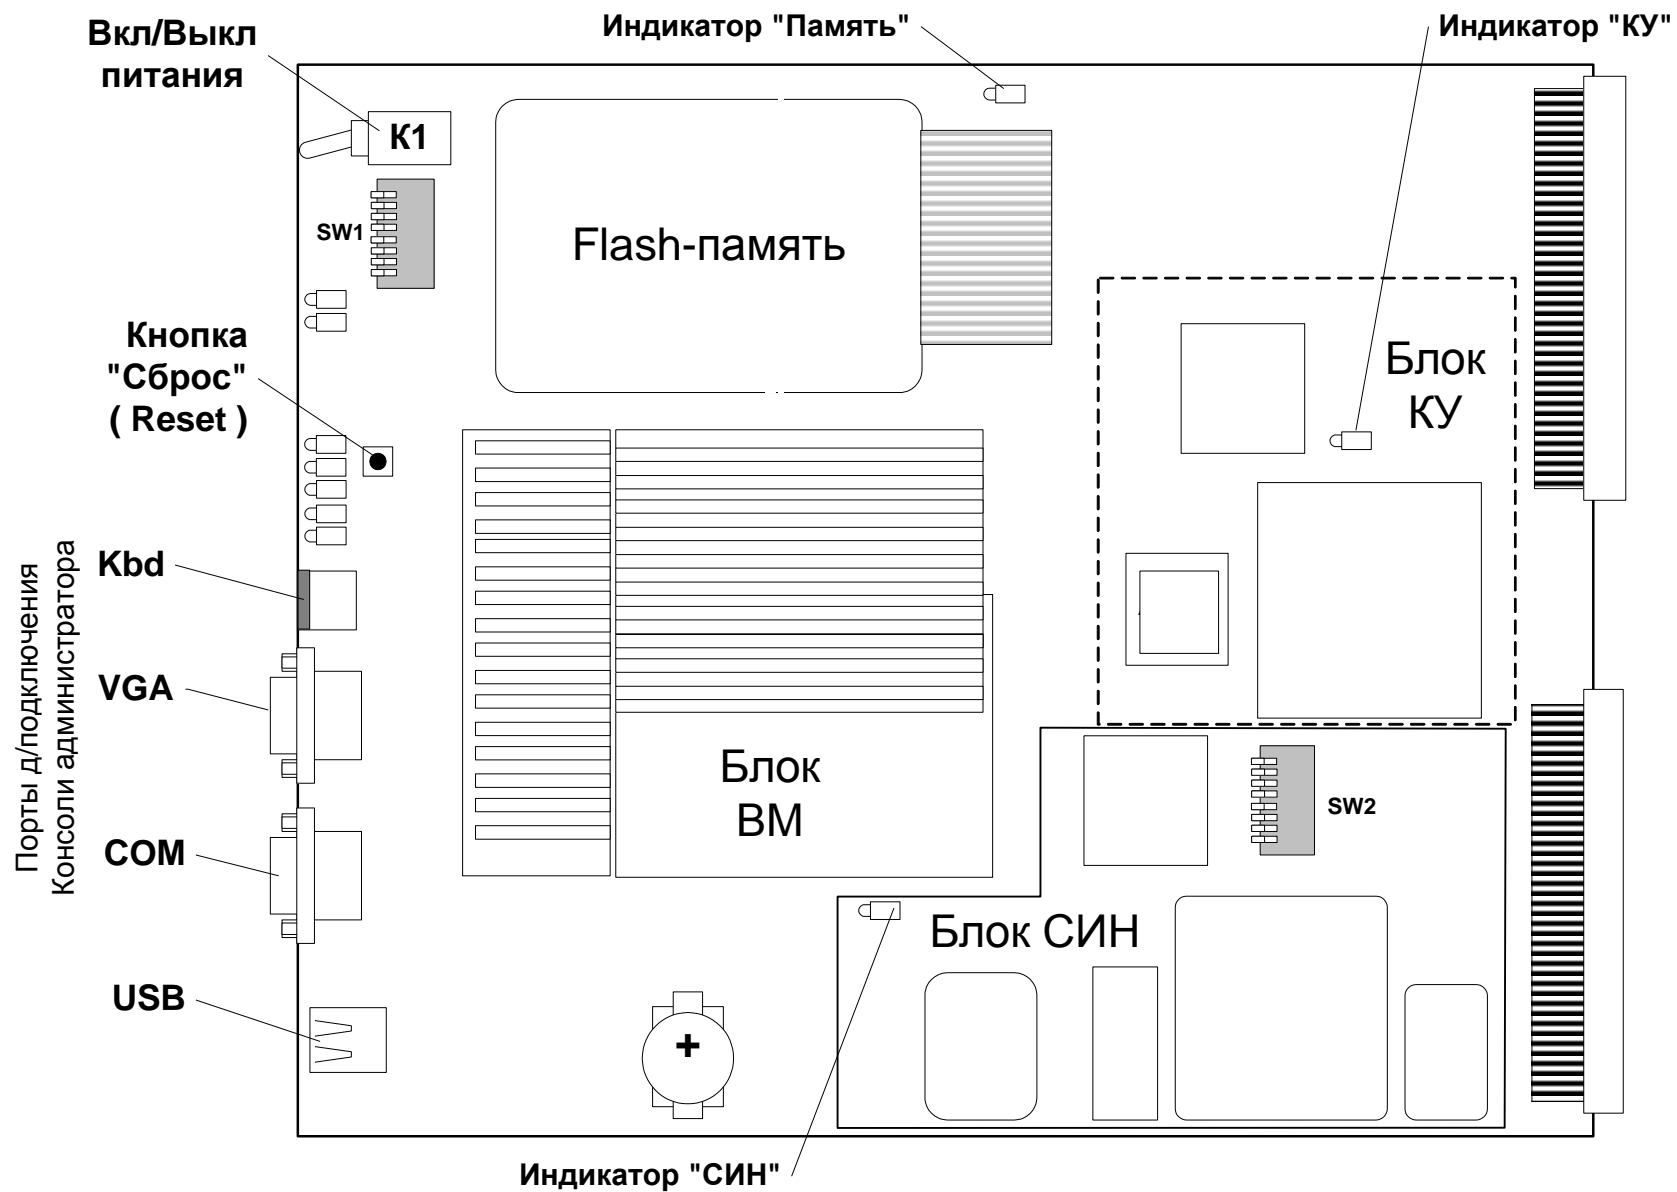 Вкл/Выкл
питания
Индикатор "Память"
Индикатор "КУ"
К1
SW1
Flash-память
Кнопка
"Сброс"
( Reset )
Блок
КУ
Порты д/подключения
Консоли администратора
Kbd
VGA
COM
USB
Блок
ВМ
SW2
Блок СИН
+
Индикатор "СИН"